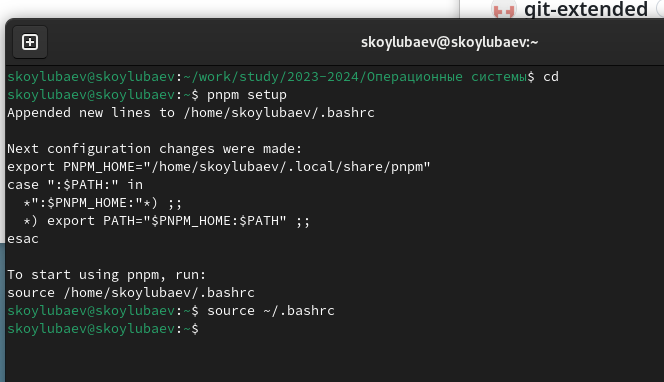 git-extended
skoylubaev@skoylubaev:~
skoylubaev@skoylubaev:~/work/study/2023-2024/Операционные системы$ cd
skoylubaev@skoylubaev:~$ pnpm setup
Appended new lines to /home/skoylubaev/.bashrc

Next configuration changes were made:
export PNPM_HOME="/home/skoylubaev/.local/share/pnpm"
case ":$PATH:" in
  *":$PNPM_HOME:"*) ;;
  *) export PATH="$PNPM_HOME:$PATH" ;;
esac

To start using pnpm, run:
source /home/skoylubaev/.bashrc
skoylubaev@skoylubaev:~$ source ~/.bashrc
skoylubaev@skoylubaev:~$